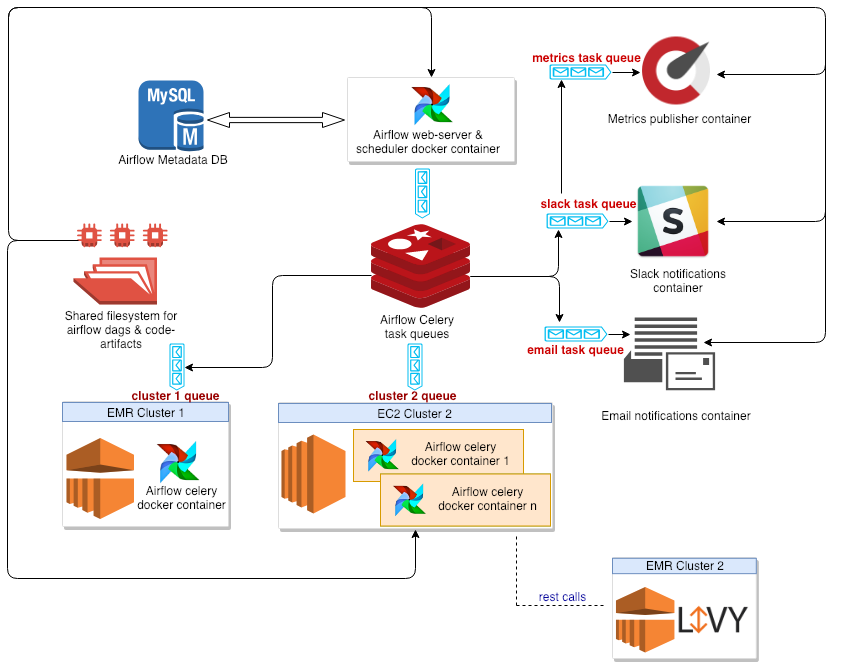 metrics task queue
MySQL
M
Airflow web-server &
scheduler docker container
Metrics publisher container
Airflow Metadata DB
slack task queue
S
Slack notifications
container
Shared filesystem for
airflow dags & code-
artifacts
Airflow Celery
task queues
email task queue
Email notifications container
cluster 1 queue
cluster 2 queue
EMR Cluster 1
Airflow celery
docker container
EC2 Cluster 2
Airflow celery
docker container 1
Airflow celery
docker container n
rest calls
EMR Cluster 2
LIVY